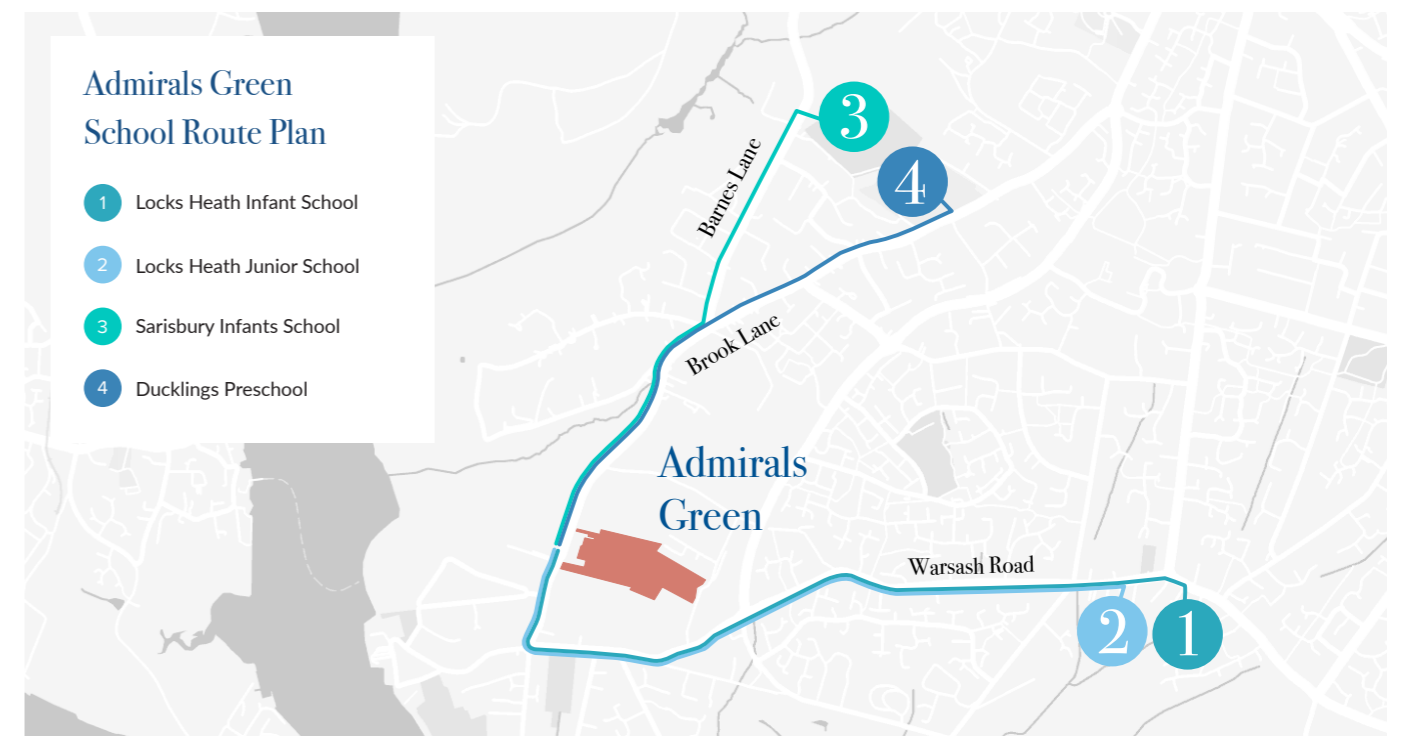 Admirals Green
School Route Plan
1 Locks Heath Infant School
2 Locks Heath Junior School
3 Sarisbury Infants School
4 Ducklings Preschool
3
4
Barnes Lane
Brook Lane
Admirals
Green
Warsash Road
2
1